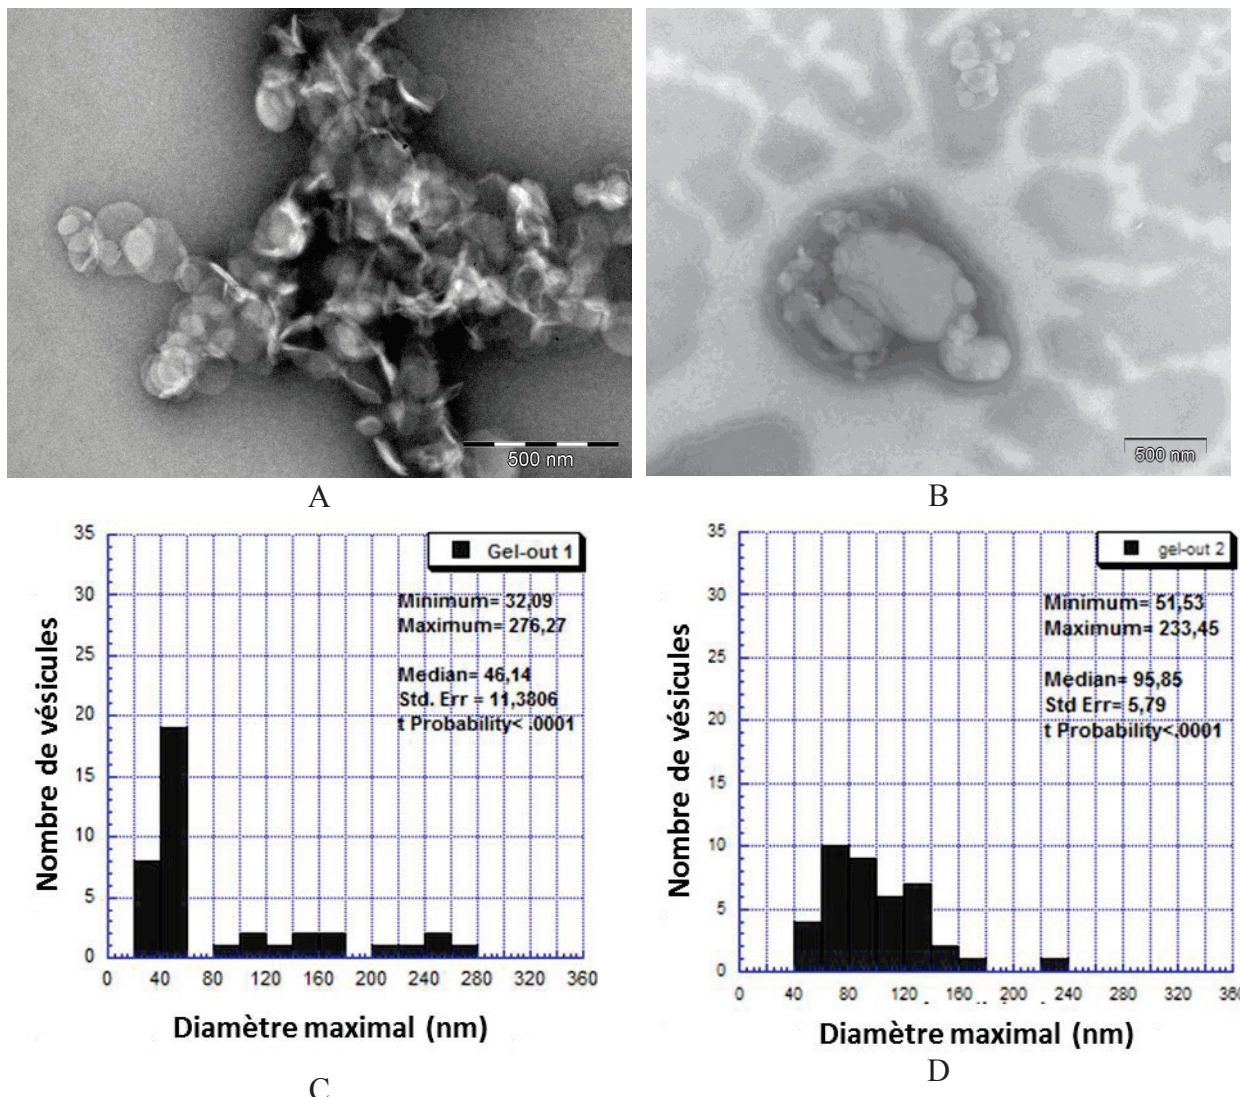 500 nm
500 nm
A
B
35
30
25
20
15
10
5
0
Nombre de vésicules
Gel-out 1
Minimum= 32,09
Maximum= 276,27
Median= 46,14
Std. Err = 11,3806
t Probability< .0001
0 40 80 120 160 200 240 280 320 360
Diamètre maximal (nm)
C
35
30
25
20
15
10
5
0
Nombre de vésicules
gel-out 2
Minimum= 51,53
Maximum= 233,45
Median= 95,85
Std Err= 5,79
t Probability<.0001
0 40 80 120 160 200 240 280 320 360
Diamètre maximal (nm)
D